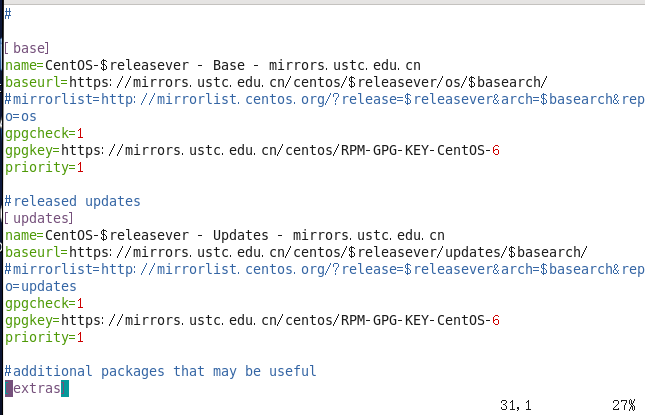 #
[base]
name=CentOS-$releasever - Base - mirrors.ustc.edu.cn
baseurl=https://mirrors.ustc.edu.cn/centos/$releasever/os/$basearch/
#mirrorlist=http://mirrorlist.centos.org/?release=$releasever&arch=$basearch&rep
o=os
gpgcheck=1
gpgkey=https://mirrors.ustc.edu.cn/centos/RPM-GPG-KEY-CentOS-6
priority=1
#released updates
[updates]
name=CentOS-$releasever - Updates - mirrors.ustc.edu.cn
baseurl=https://mirrors.ustc.edu.cn/centos/$releasever/updates/$basearch/
#mirrorlist=http://mirrorlist.centos.org/?release=$releasever&arch=$basearch&rep
o=updates
gpgcheck=1
gpgkey=https://mirrors.ustc.edu.cn/centos/RPM-GPG-KEY-CentOS-6
priority=1
#additional packages that may be useful
[extras]
31,1 27%